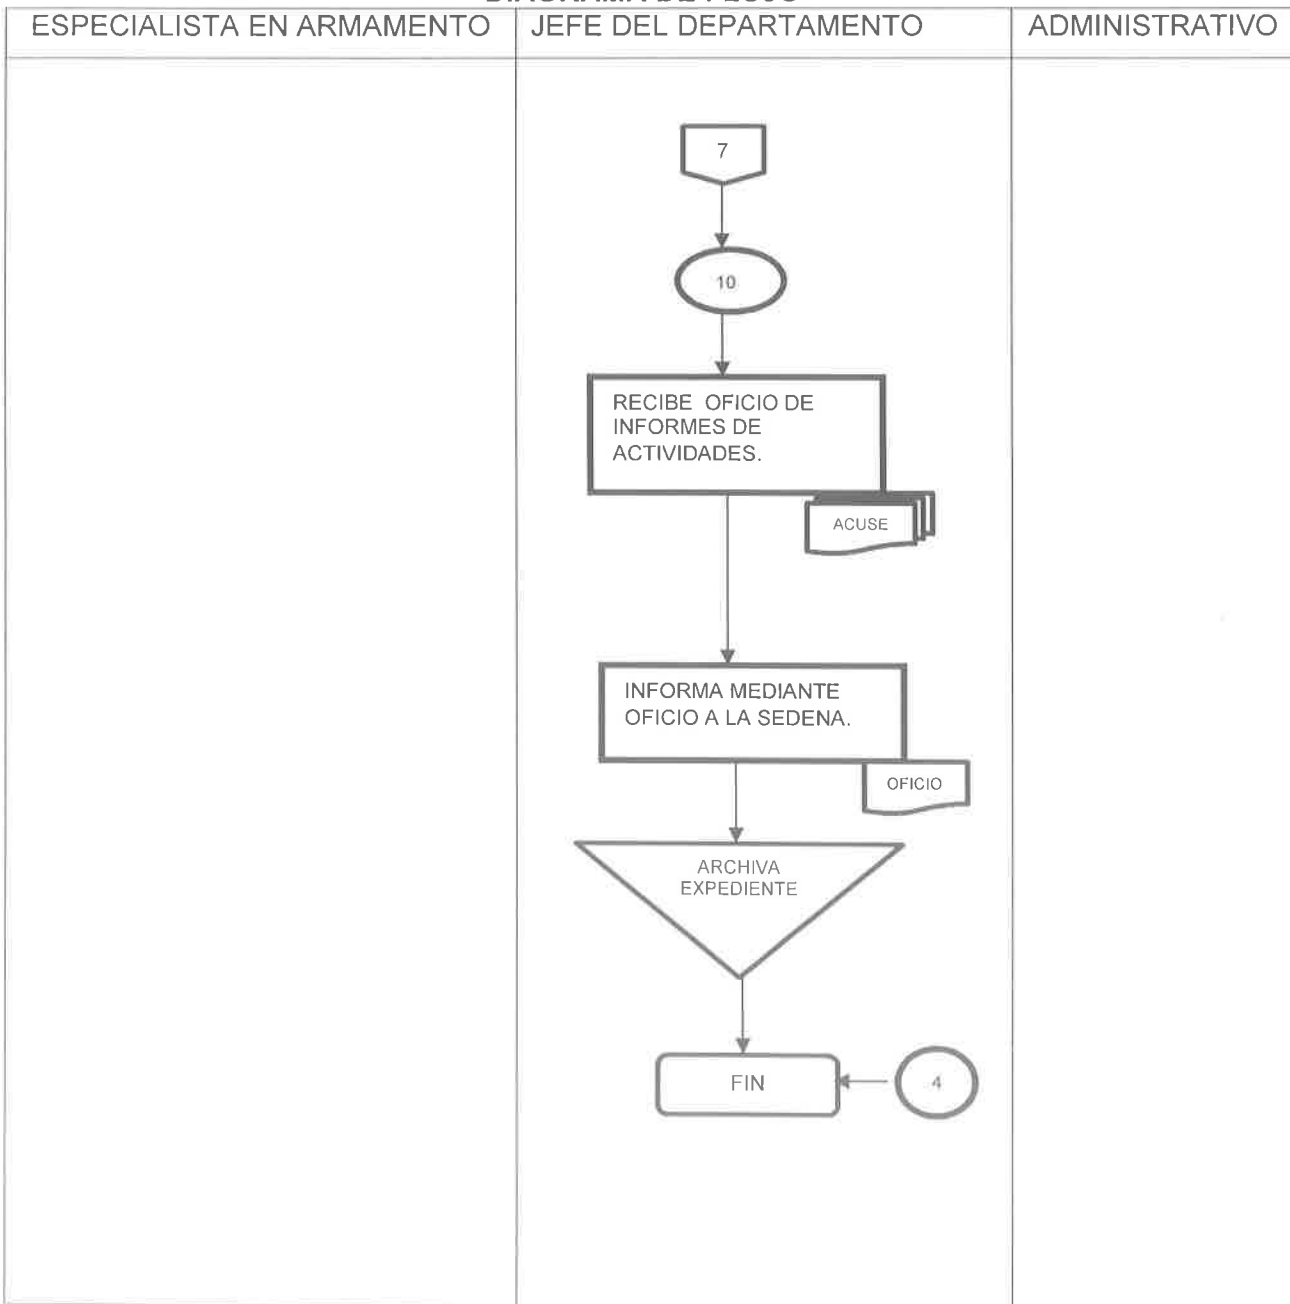 ESPECIALISTA EN ARMAMENTO
JEFE DEL DEPARTAMENTO
ADMINISTRATIVO
7
10
RECIBE OFICIO DE
INFORMES DE
ACTIVIDADES.
ACUSE
INFORMA MEDIANTE
OFICIO A LA SEDENA.
OFICIO
ARCHIVA
EXPEDIENTE
FIN
4